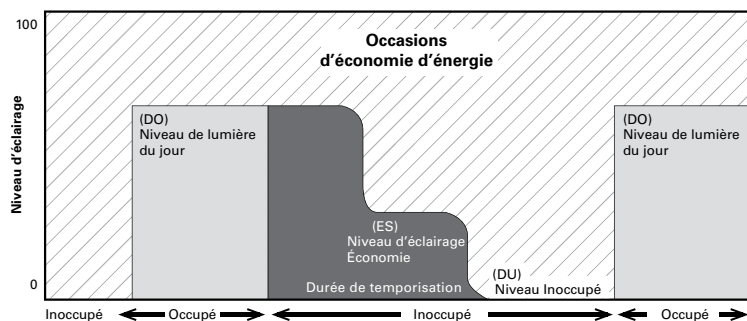 100
Occasions
d'économie d'énergie
(DO)
Niveau de lumière
du jour
(DO)
Niveau de lumière
du jour
Niveau d'éclairage
(ES)
Niveau d'éclairage
Économie
(DU)
Niveau Inoccupé
Durée de temporisation
0
Inoccupé
Occupé
Inoccupé
Occupé